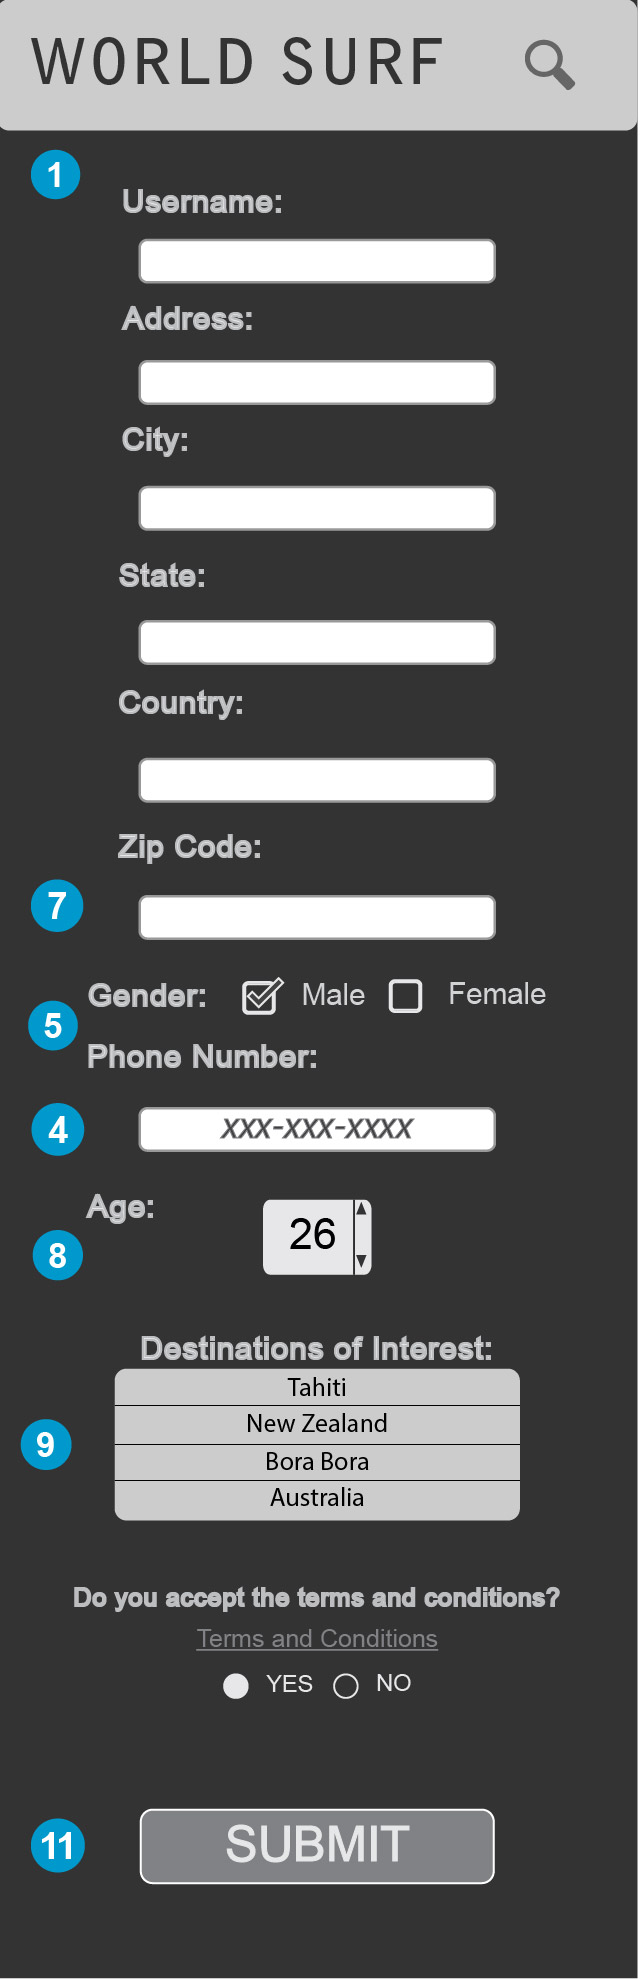 WORLD SURF
1
Username:
Address:
City:
State:
Country:
Zip Code:
7
Gender: Male Female
5
Phone Number:
4 XXX-XXX-XXXX
Age: 26
8
Destinations of Interest:
Tahiti
New Zealand
9
Bora Bora
Australia
Do you accept the terms and conditions?
Terms and Conditions
YES NO
11 SUBMIT